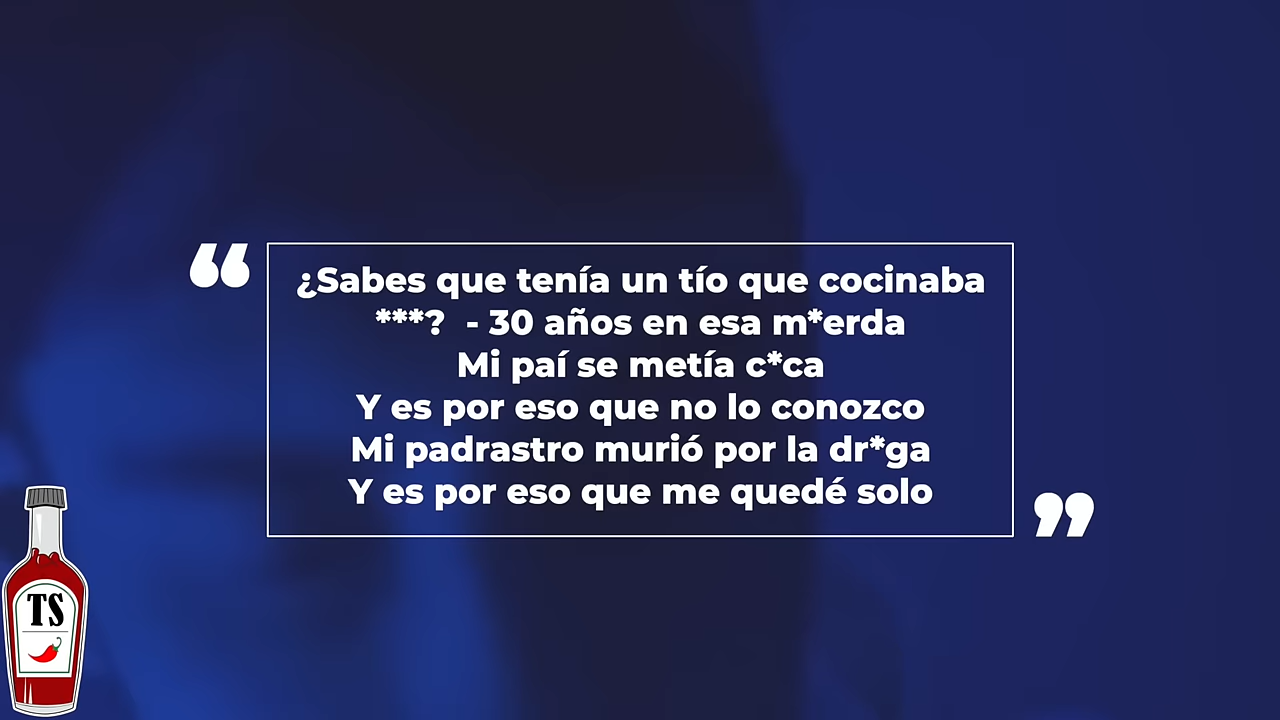 “
¿Sabes que tenía un tío que cocinaba
***?  - 30 años en esa m*erda
Mi paí se metía c*ca
Y es por eso que no lo conozco
Mi padrastro murió por la dr*ga
Y es por eso que me quedé solo
”
TS